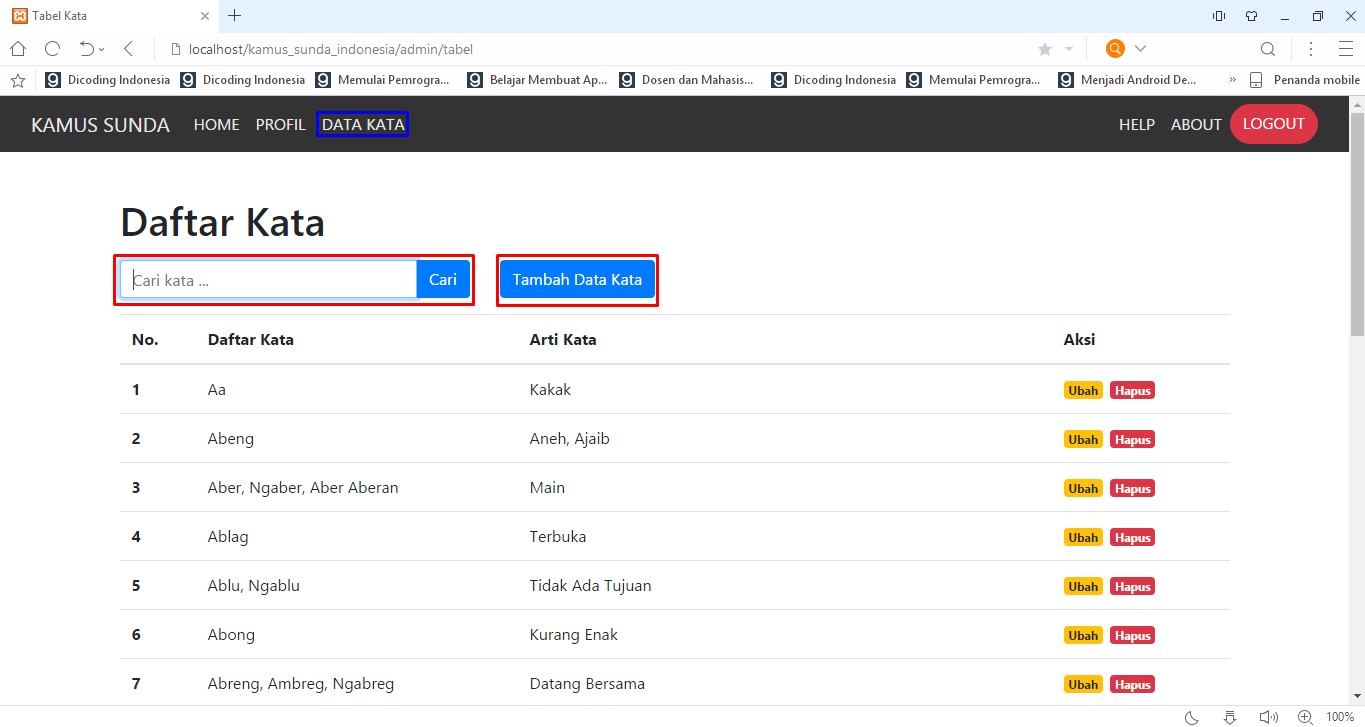 Tabel Kata
localhost/kamus_sunda_indonesia/admin/tabel
Dicoding Indonesia Dicoding Indonesia Memulai Pemrogra... Belajar Membuat Ap... Dosen dan Mahasis... Dicoding Indonesia Memulai Pemrogra... Menjadi Android De... » Penanda mobile
KAMUS SUNDA HOME PROFIL DATA KATA HELP ABOUT LOGOUT
Daftar Kata
Cari kata ... Cari Tambah Data Kata
No. Daftar Kata Arti Kata Aksi
1 Aa Kakak Ubah Hapus
2 Abeng Aneh, Ajaib Ubah Hapus
3 Aber, Ngaber, Aber Aberan Main Ubah Hapus
4 Ablag Terbuka Ubah Hapus
5 Ablu, Ngablu Tidak Ada Tujuan Ubah Hapus
6 Abong Kurang Enak Ubah Hapus
7 Abreng, Ambreg, Ngabreg Datang Bersama Ubah Hapus
100%